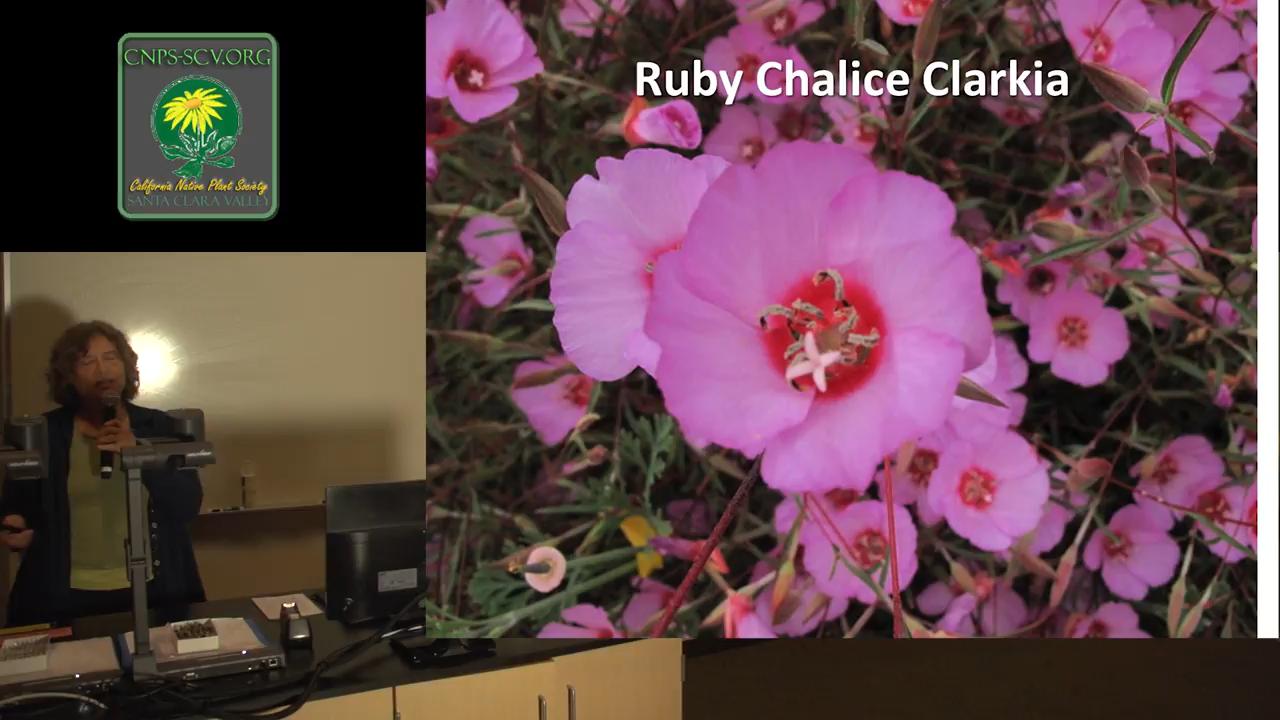 CNPS-SCV.ORG
California Native Plant Society
SANTA CLARA VALLEY
Ruby Chalice Clarkia